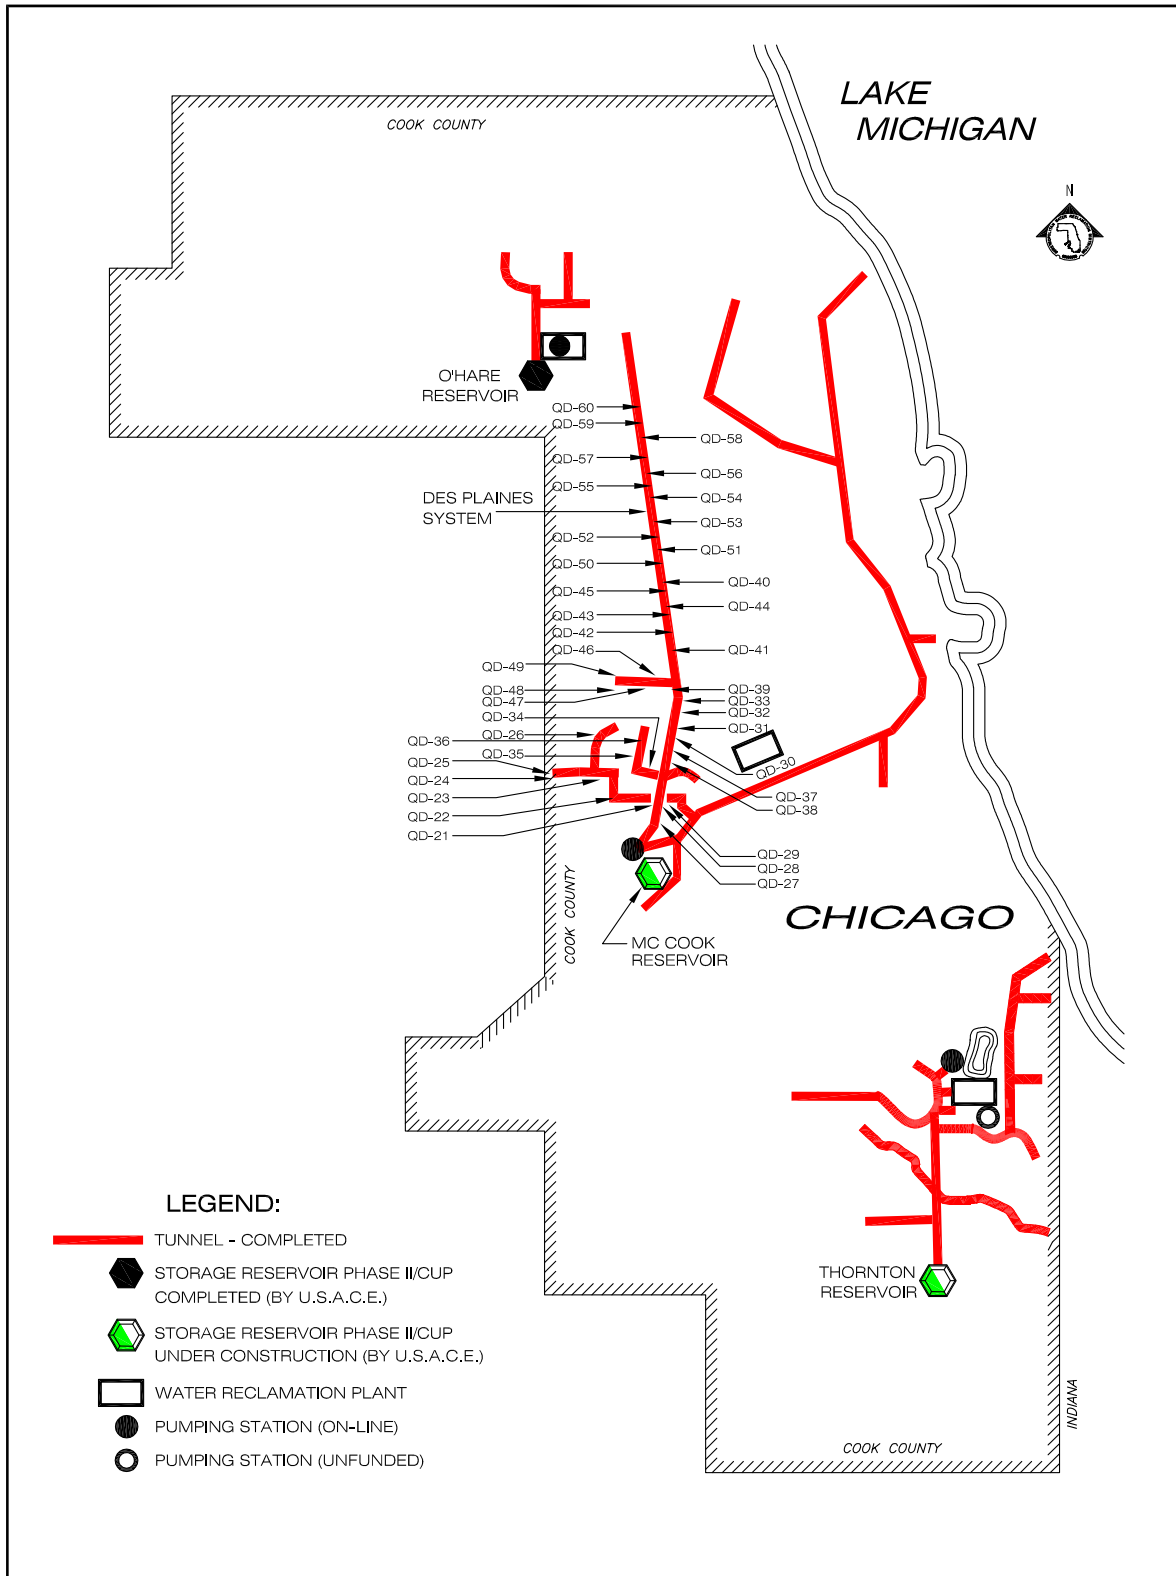 LAKE
MICHIGAN
COOK COUNTY
N
O'HARE
RESERVOIR
QD-60
QD-59
QD-58
QD-57
QD-56
QD-55
DES PLAINES
SYSTEM
QD-54
QD-53
QD-52
QD-51
QD-50
QD-40
QD-45
QD-44
QD-43
QD-42
QD-46
QD-41
QD-49
QD-48
QD-39
QD-47
QD-33
QD-32
QD-34
QD-31
QD-26
QD-36
QD-35
QD-30
QD-25
QD-24
QD-23
QD-37
QD-22
QD-38
QD-21
QD-29
QD-28
QD-27
COOK COUNTY
CHICAGO
MC COOK
RESERVOIR
THORNTON
RESERVOIR
LEGEND:
TUNNEL - COMPLETED
STORAGE RESERVOIR PHASE II/CUP
COMPLETED (BY U.S.A.C.E.)
STORAGE RESERVOIR PHASE II/CUP
UNDER CONSTRUCTION (BY U.S.A.C.E.)
WATER RECLAMATION PLANT
PUMPING STATION (ON-LINE)
PUMPING STATION (UNFUNDED)
INDIANA
COOK COUNTY